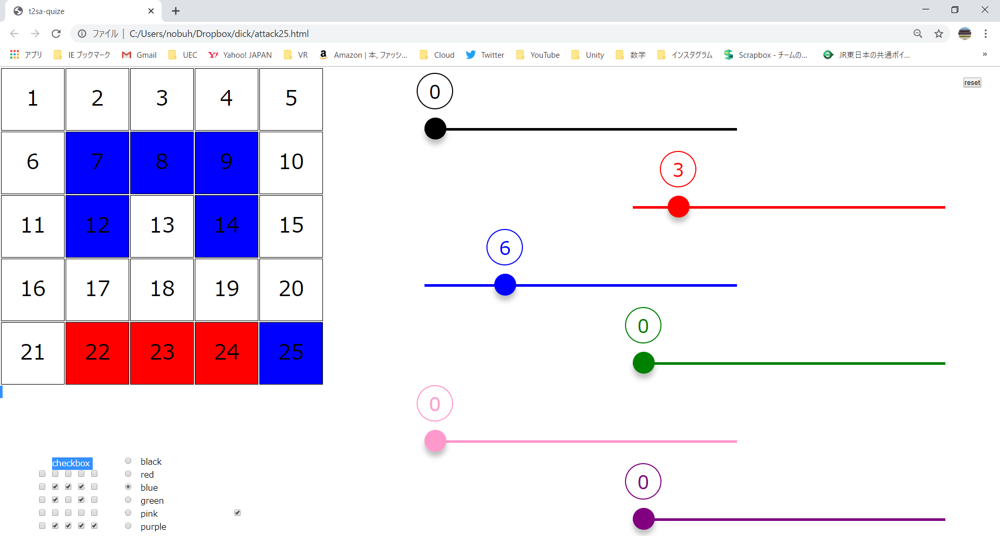 t2sa-quize
ファイル | C:/Users/nobuh/Dropbox/dick/attack25.html
アプリ IE ブックマーク Gmail UEC Yahoo! JAPAN VR Amazon | 本, ファッシ... Cloud Twitter YouTube Unity 数学 インスタグラム Scrapbox - チームの... JR東日本の共通ポイ... »
1 2 3 4 5
6 7 8 9 10
11 12 13 14 15
16 17 18 19 20
21 22 23 24 25
0
reset
3
6
0
0
0
checkbox
black
red
blue
green
pink
purple